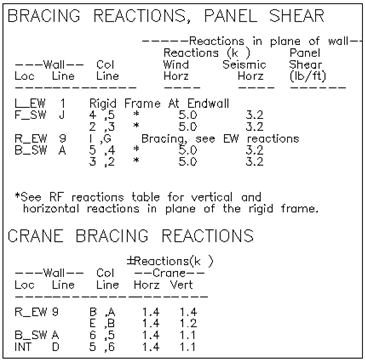 BRACING REACTIONS, PANEL SHEAR
-----Reactions in plane of wall--
Reactions (k ) Panel
---Wall-- Col Wind Seismic Shear
Loc Line Line Horz Horz (lb/ft)
L_EW 1 Rigid Frame At Endwall
F_SW J 4 ,5 * 5.0 3.2
2 ,3 * 5.0 3.2
R_EW 9 I ,G Bracing, see EW reactions
B_SW A 5 ,4 * 5.0 3.2
3 ,2 * 5.0 3.2
*See RF reactions table for vertical and
horizontal reactions in plane of the rigid frame.
CRANE BRACING REACTIONS
±Reactions(k )
---Wall-- Col --Crane--
Loc Line Line Horz Vert
R_EW 9 B ,A 1.4 1.4
E ,B 1.4 1.2
B_SW A 6 ,5 1.4 1.1
INT D 5 ,6 1.4 1.1